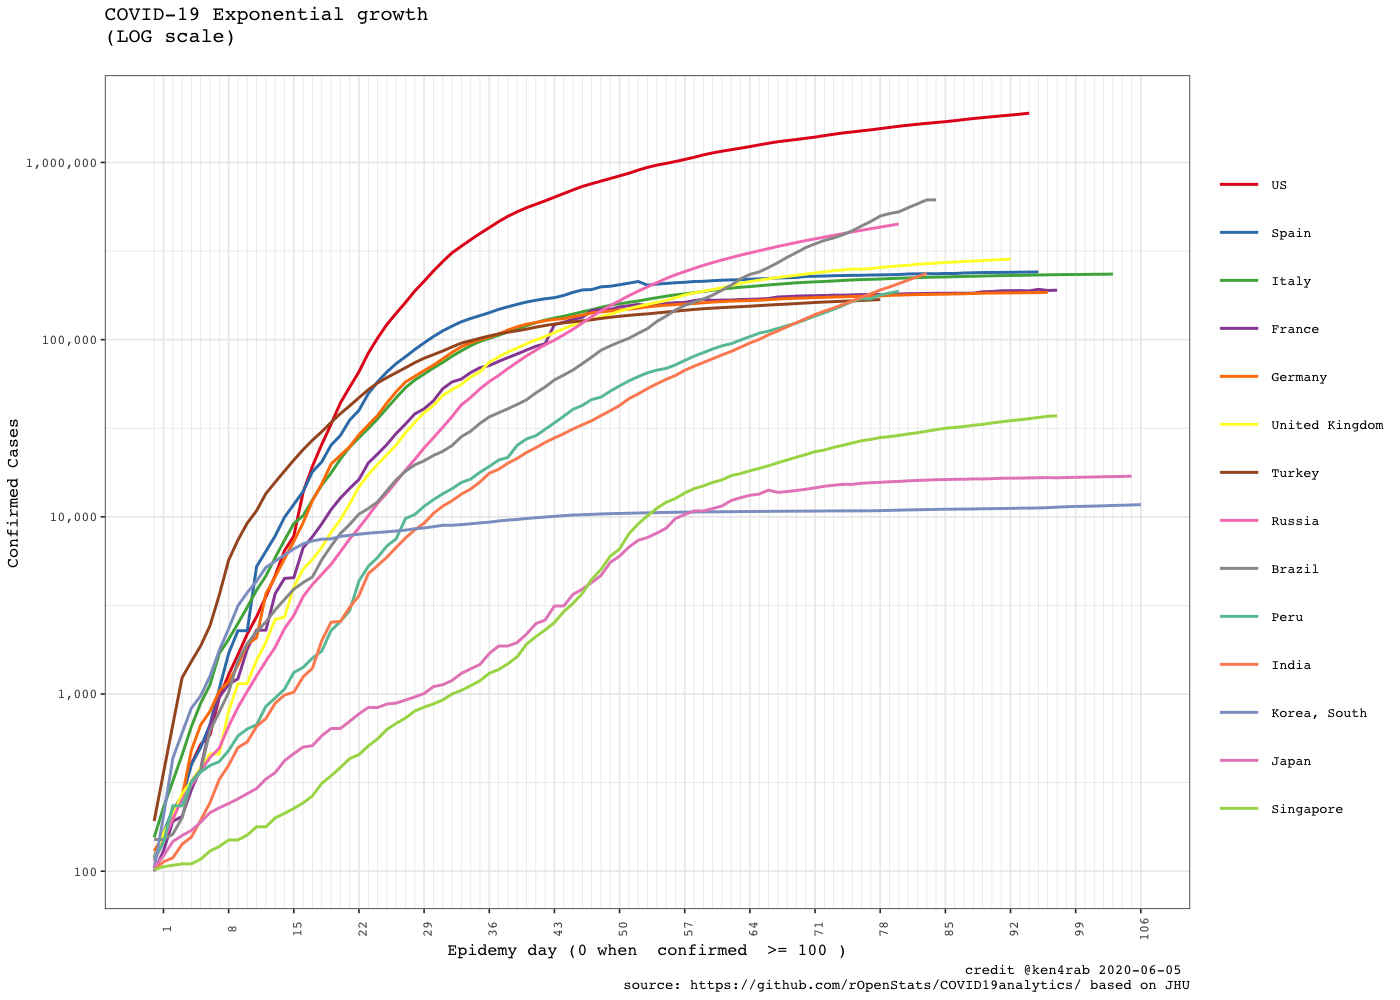 COVID-19 Exponential growth
(LOG scale)
Confirmed Cases
1,000,000
100,000
10,000
1,000
100
1 8 15 22 29 36 43 50 57 64 71 78 85 92 99 106
Epidemy day (0 when confirmed >= 100 )
US
Spain
Italy
France
Germany
United Kingdom
Turkey
Russia
Brazil
Peru
India
Korea, South
Japan
Singapore
credit @ken4rab 2020-06-05
source: https://github.com/rOpenStats/COVID19analytics/ based on JHU